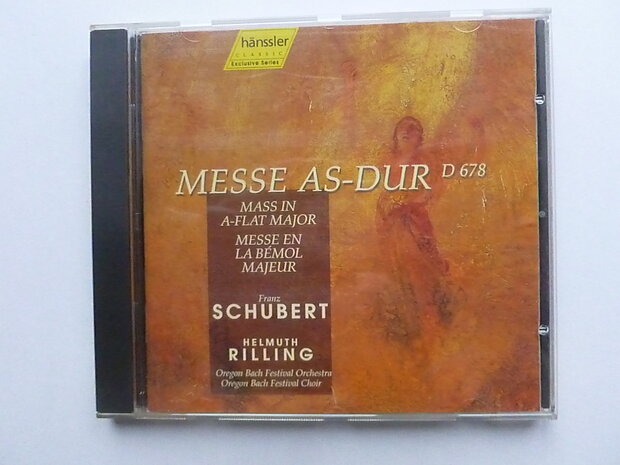 hänssler
CLASSIC
Exclusive Series
MESSE AS-DUR D 678
MASS IN
A-FLAT MAJOR
MESSE EN
LA BÉMOL
MAJEUR
Franz
SCHUBERT
HELMUTH
RILLING
Oregon Bach Festival Orchestra
Oregon Bach Festival Choir